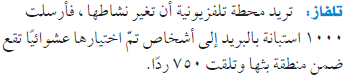 تلفاز: تريد محطة تلفزيونية أن تغير نشاطها، فأرسلت
١٠٠٠ استبانة بالبريد إلى أشخاص تمّ اختيارها عشوائيًا تقع
ضمن منطقة بثها وتلقت ٧٥٠ ردًا.